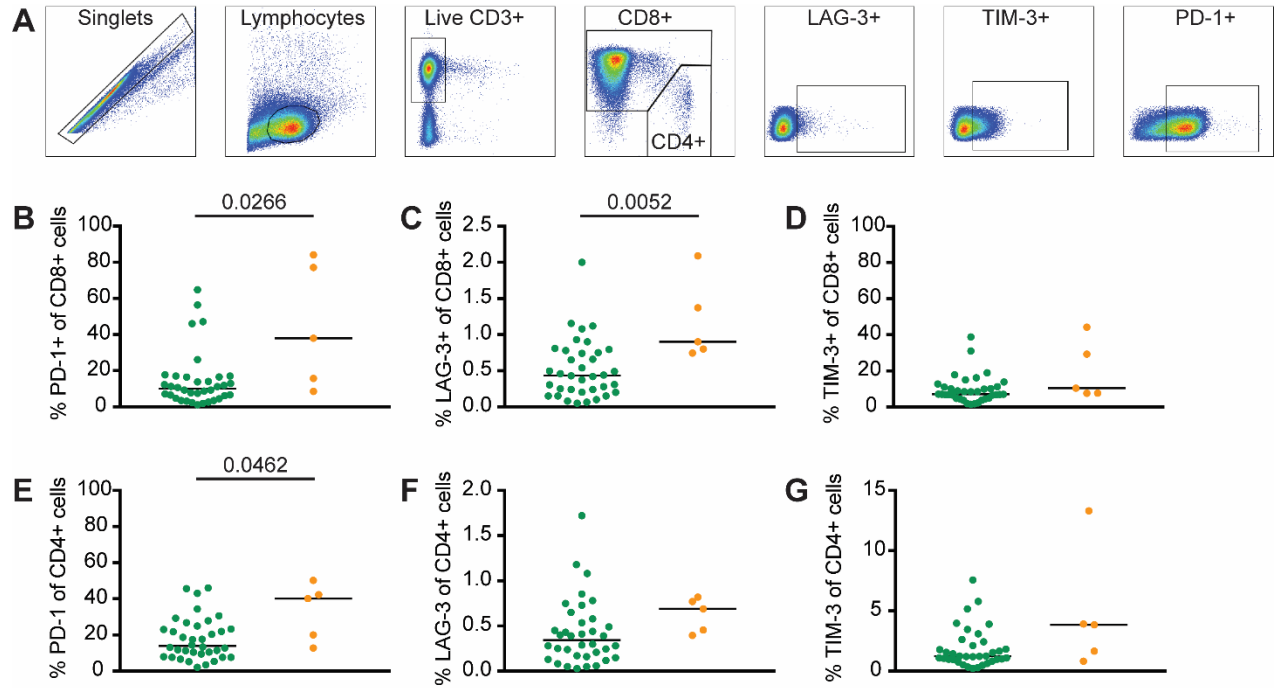 A
Singlets
Lymphocytes
Live CD3+
CD8+
LAG-3+
TIM-3+
PD-1+
CD4+
B
0.0266
% PD-1+ of CD8+ cells
100
80
60
40
20
0
C
0.0052
% LAG-3+ of CD8+ cells
2.5
2.0
1.5
1.0
0.5
0.0
D
% TIM-3+ of CD8+ cells
100
80
60
40
20
0
E
0.0462
% PD-1 of CD4+ cells
100
80
60
40
20
0
F
% LAG-3 of CD4+ cells
2.0
1.5
1.0
0.5
0.0
G
% TIM-3 of CD4+ cells
15
10
5
0